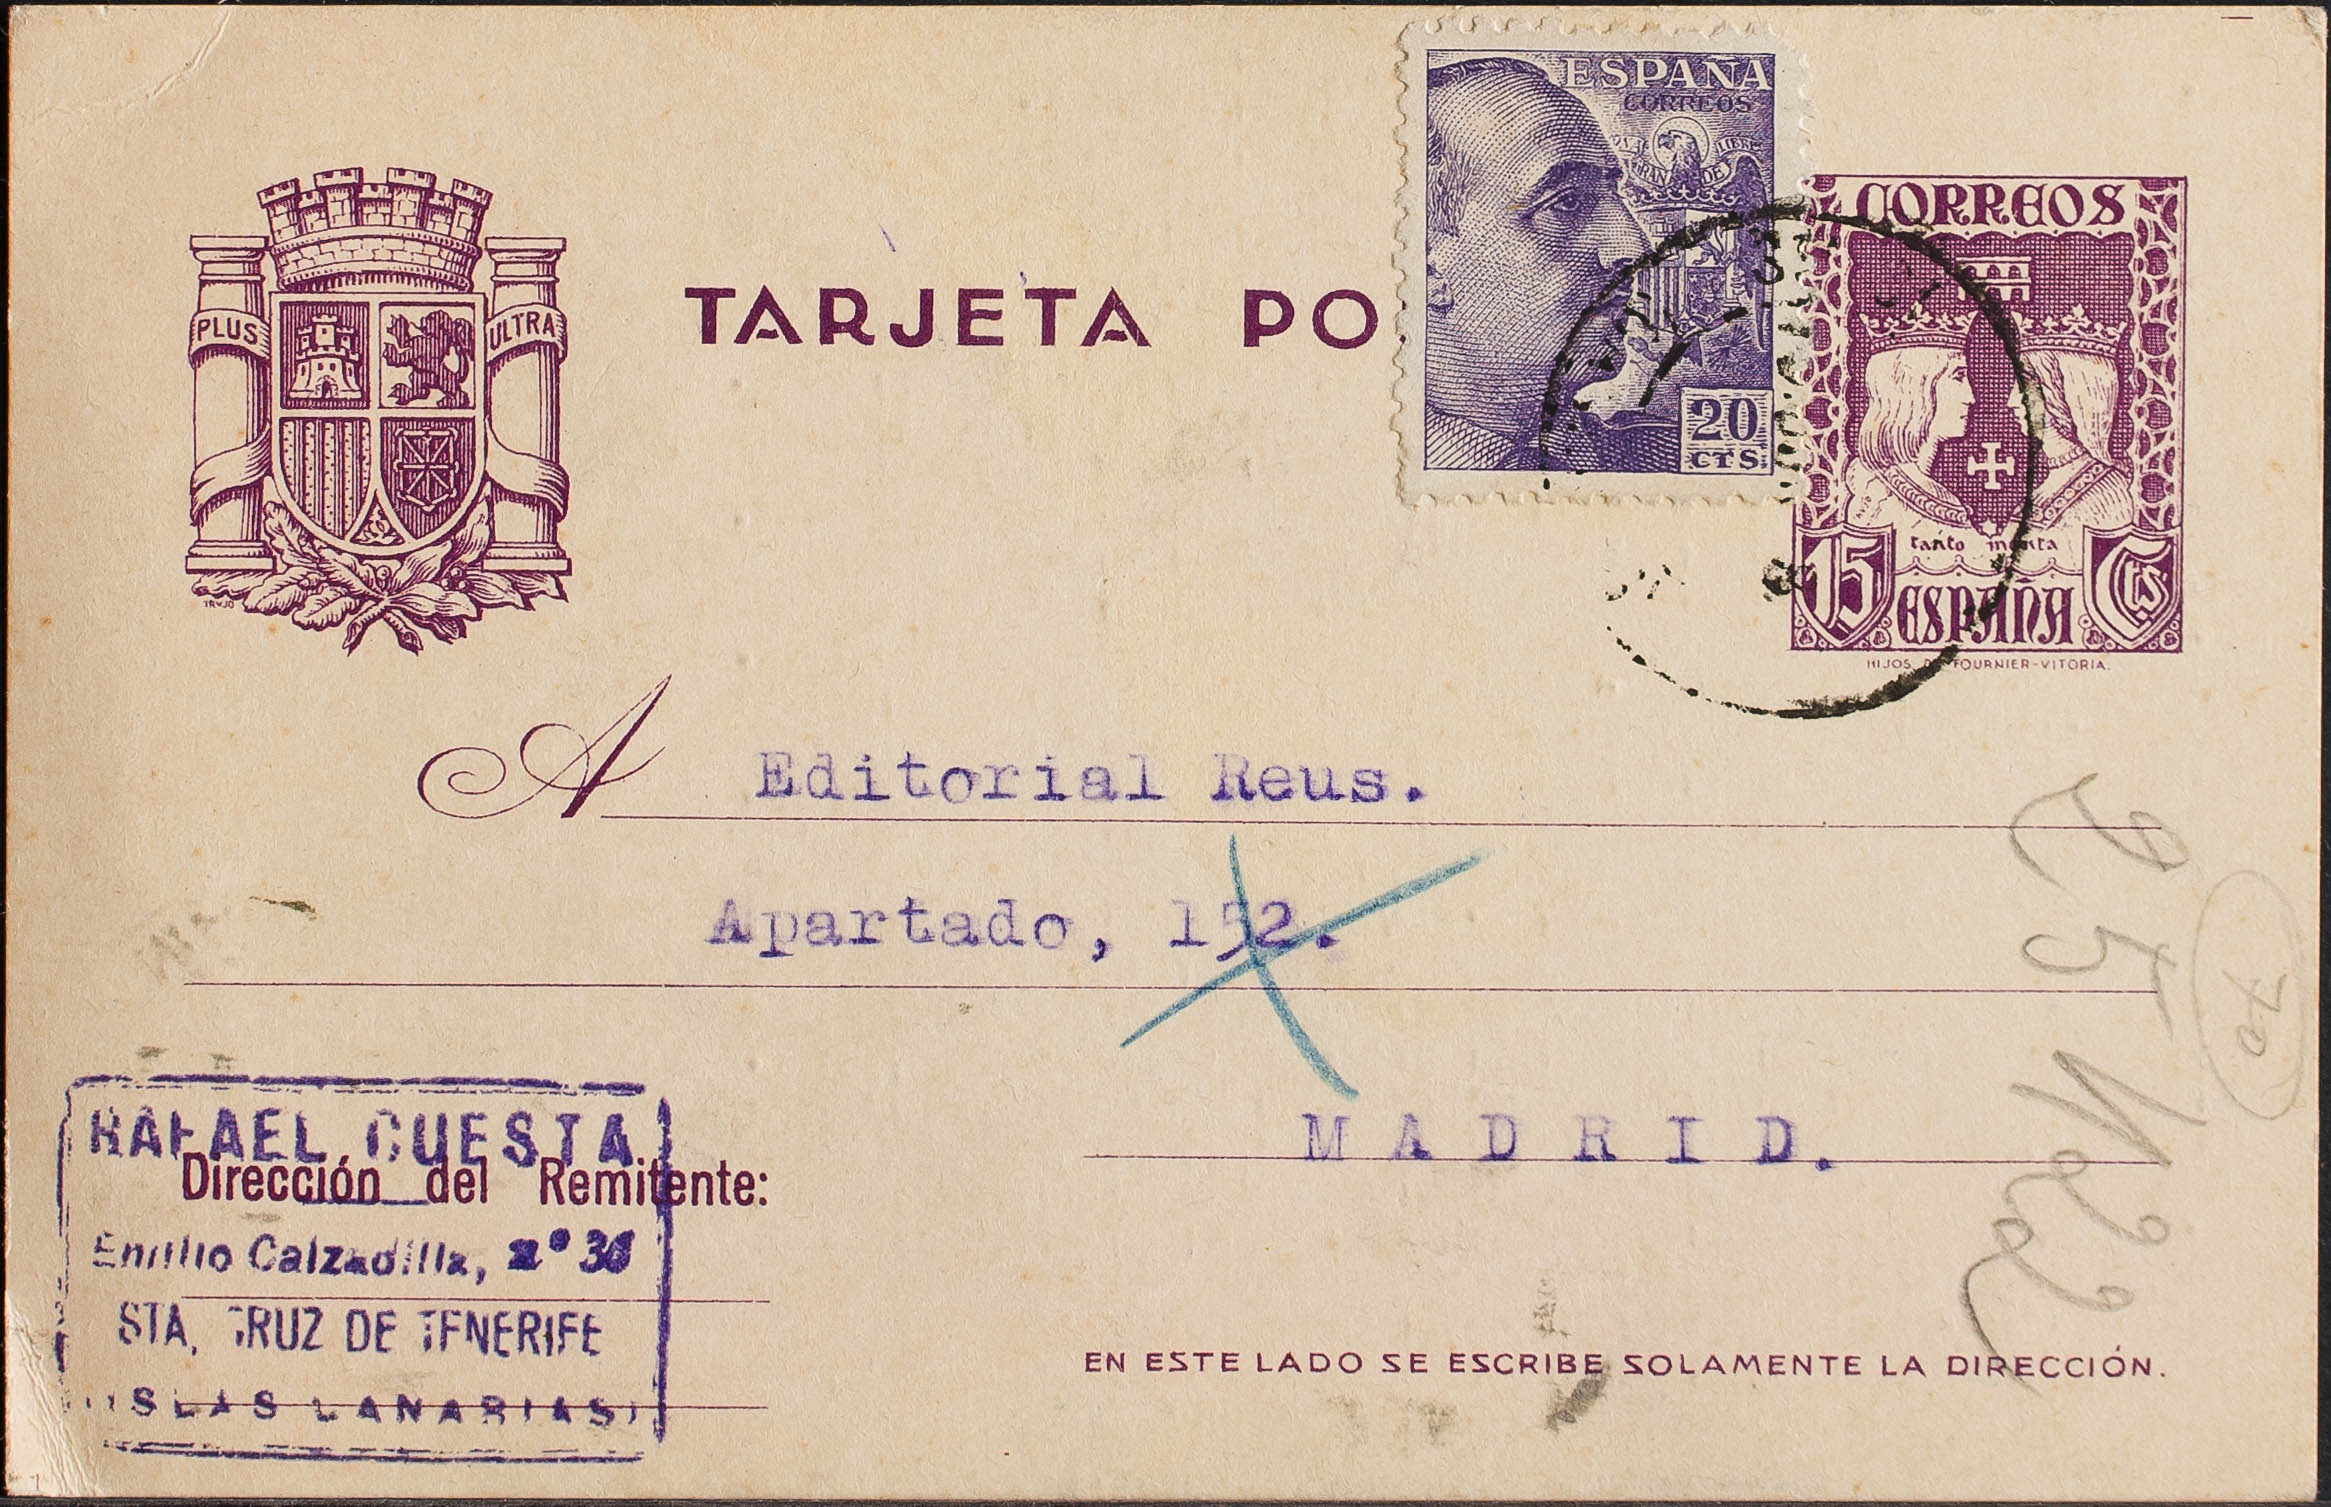 ESPAÑA
CORREOS
20
CTS.
CORREOS
tanto monta
15 Cts
ESPAÑA
HIJOS DE FOURNIER-VITORIA.
PLUS ULTRA
TARJETA PO
A Editorial Reus.
Apartado, 152.
MADRID.
RAFAEL CUESTA
Dirección del Remitente:
Emilio Calzadilla, nº 36
STA. CRUZ DE TENERIFE
(ISLAS CANARIAS)
EN ESTE LADO SE ESCRIBE SOLAMENTE LA DIRECCIÓN.
70